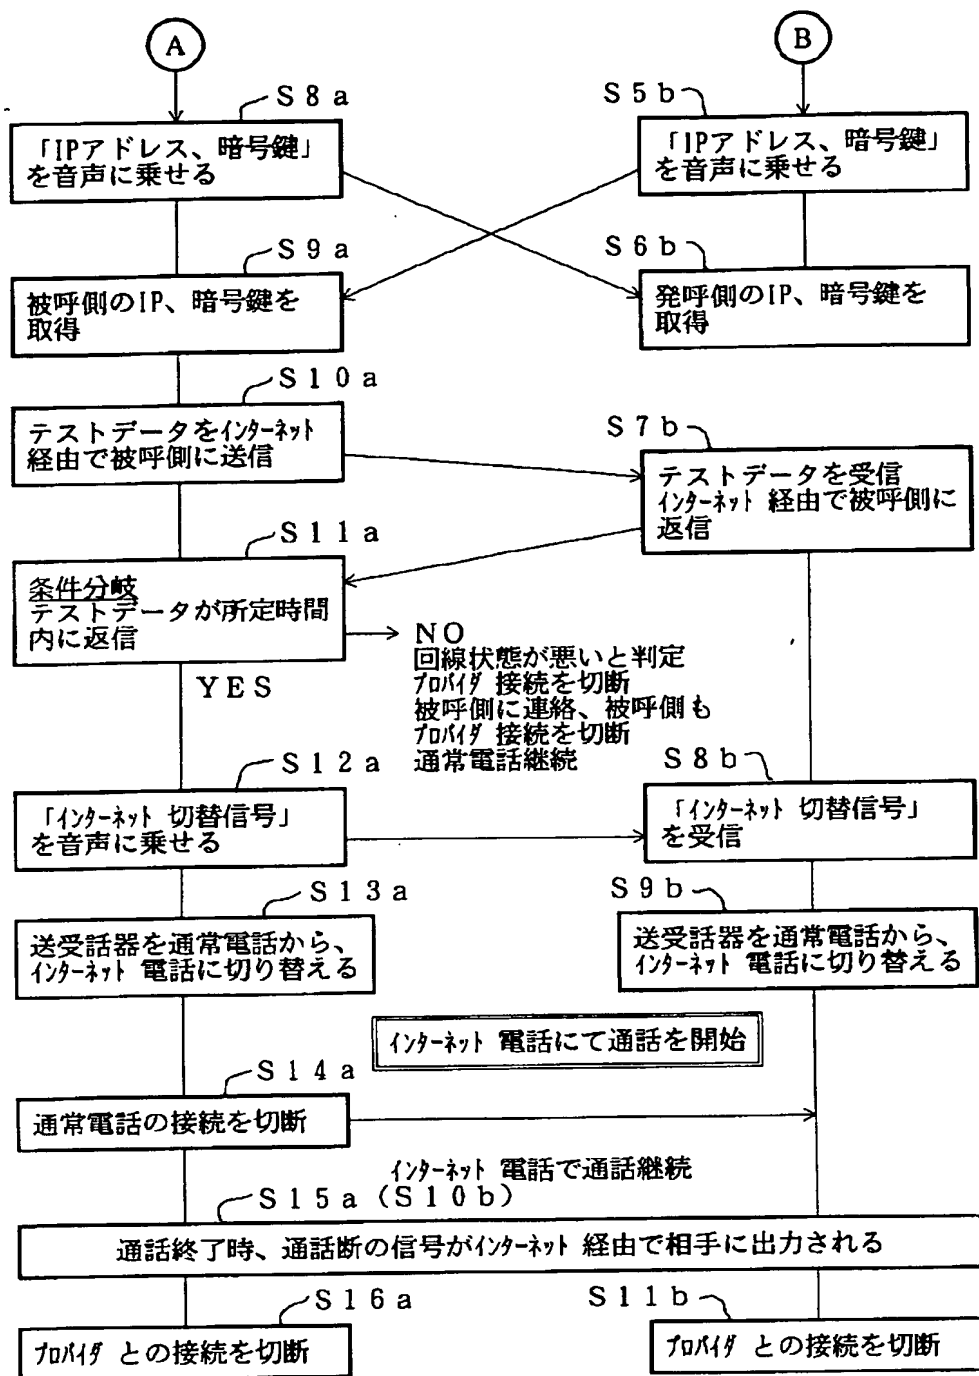 A
B
S8a
S5b
「IPアドレス、暗号鍵」
を音声に乗せる
「IPアドレス、暗号鍵」
を音声に乗せる
S9a
S6b
被呼側のIP、暗号鍵を
取得
発呼側のIP、暗号鍵を
取得
S10a
テストデータをインターネット
経由で被呼側に送信
S7b
テストデータを受信
インターネット 経由で被呼側に
返信
S11a
条件分岐
テストデータが所定時間
内に返信
NO
回線状態が悪いと判定
プロバイダ 接続を切断
被呼側に連絡、被呼側も
プロバイダ 接続を切断
通常電話継続
YES
S12a
S8b
「インターネット 切替信号」
を音声に乗せる
「インターネット 切替信号」
を受信
S13a
S9b
送受話器を通常電話から、
インターネット 電話に切り替える
送受話器を通常電話から、
インターネット 電話に切り替える
インターネット 電話にて通話を開始
S14a
通常電話の接続を切断
インターネット 電話で通話継続
S15a(S10b)
通話終了時、通話断の信号がインターネット 経由で相手に出力される
S16a
S11b
プロバイダ との接続を切断
プロバイダ との接続を切断